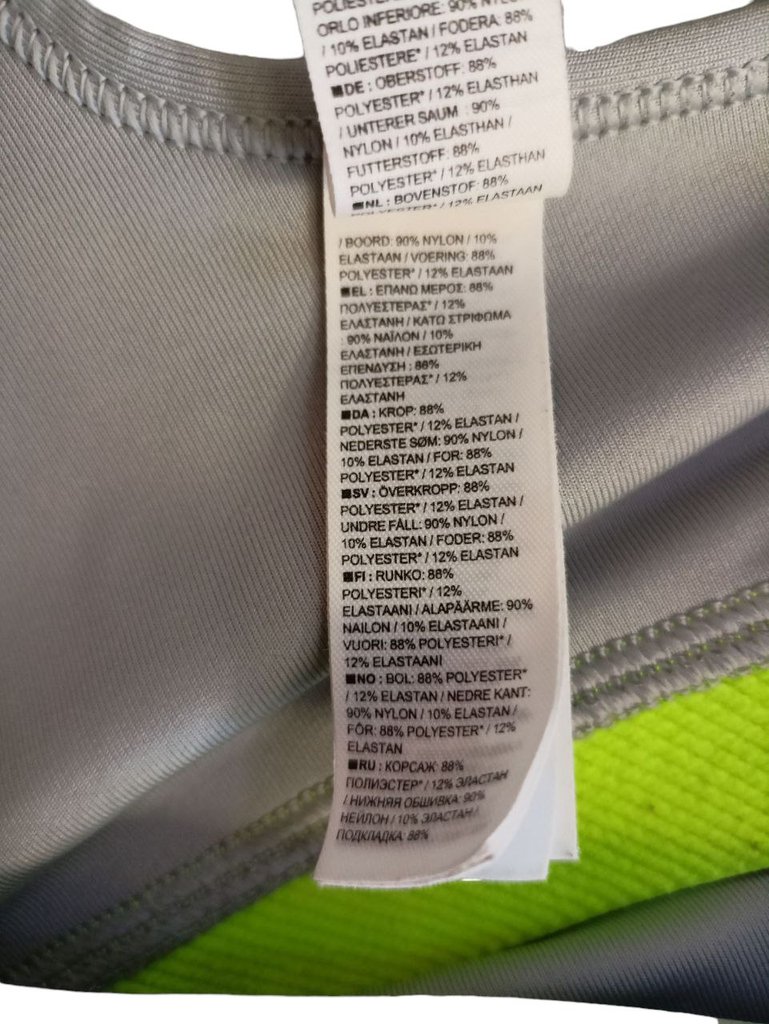 POLIESTERE
ORLO INFERIORE: 90% NYLON
/ 10% ELASTAN / FODERA: 88%
POLIESTERE* / 12% ELASTAN
■DE : OBERSTOFF: 88%
POLYESTER* / 12% ELASTHAN
/ UNTERER SAUM : 90%
NYLON / 10% ELASTHAN /
FUTTERSTOFF: 88%
POLYESTER* / 12% ELASTHAN
■NL : BOVENSTOF: 88%
POLYESTER* / 12% ELASTAAN
/ BOORD: 90% NYLON / 10%
ELASTAAN / VOERING: 88%
POLYESTER* / 12% ELASTAAN
■EL : ΕΠΑΝΩ ΜΕΡΟΣ: 88%
ΠΟΛΥΕΣΤΕΡΑΣ* / 12%
ΕΛΑΣΤΑΝΗ / ΚΑΤΩ ΣΤΡΙΦΩΜΑ
: 90% ΝΑΪΛΟΝ / 10%
ΕΛΑΣΤΑΝΗ / ΕΣΩΤΕΡΙΚΗ
ΕΠΕΝΔΥΣΗ : 88%
ΠΟΛΥΕΣΤΕΡΑΣ* / 12%
ΕΛΑΣΤΑΝΗ
■DA : KROP: 88%
POLYESTER* / 12% ELASTAN /
NEDERSTE SØM: 90% NYLON /
10% ELASTAN / FOR: 88%
POLYESTER* / 12% ELASTAN
■SV : ÖVERKROPP: 88%
POLYESTER* / 12% ELASTAN /
UNDRE FÅLL: 90% NYLON /
10% ELASTAN / FODER: 88%
POLYESTER* / 12% ELASTAN
■FI : RUNKO: 88%
POLYESTERI* / 12%
ELASTAANI / ALAPÄÄRME: 90%
NAILON / 10% ELASTAANI /
VUORI: 88% POLYESTERI* /
12% ELASTAANI
■NO : BOL: 88% POLYESTER*
/ 12% ELASTAN / NEDRE KANT:
90% NYLON / 10% ELASTAN /
FÔR: 88% POLYESTER* / 12%
ELASTAN
■RU : КОРСАЖ: 88%
ПОЛИЭСТЕР* / 12% ЭЛАСТАН
/ НИЖНЯЯ ОБШИВКА: 90%
НЕЙЛОН / 10% ЭЛАСТАН /
ПОДКЛАДКА: 88%